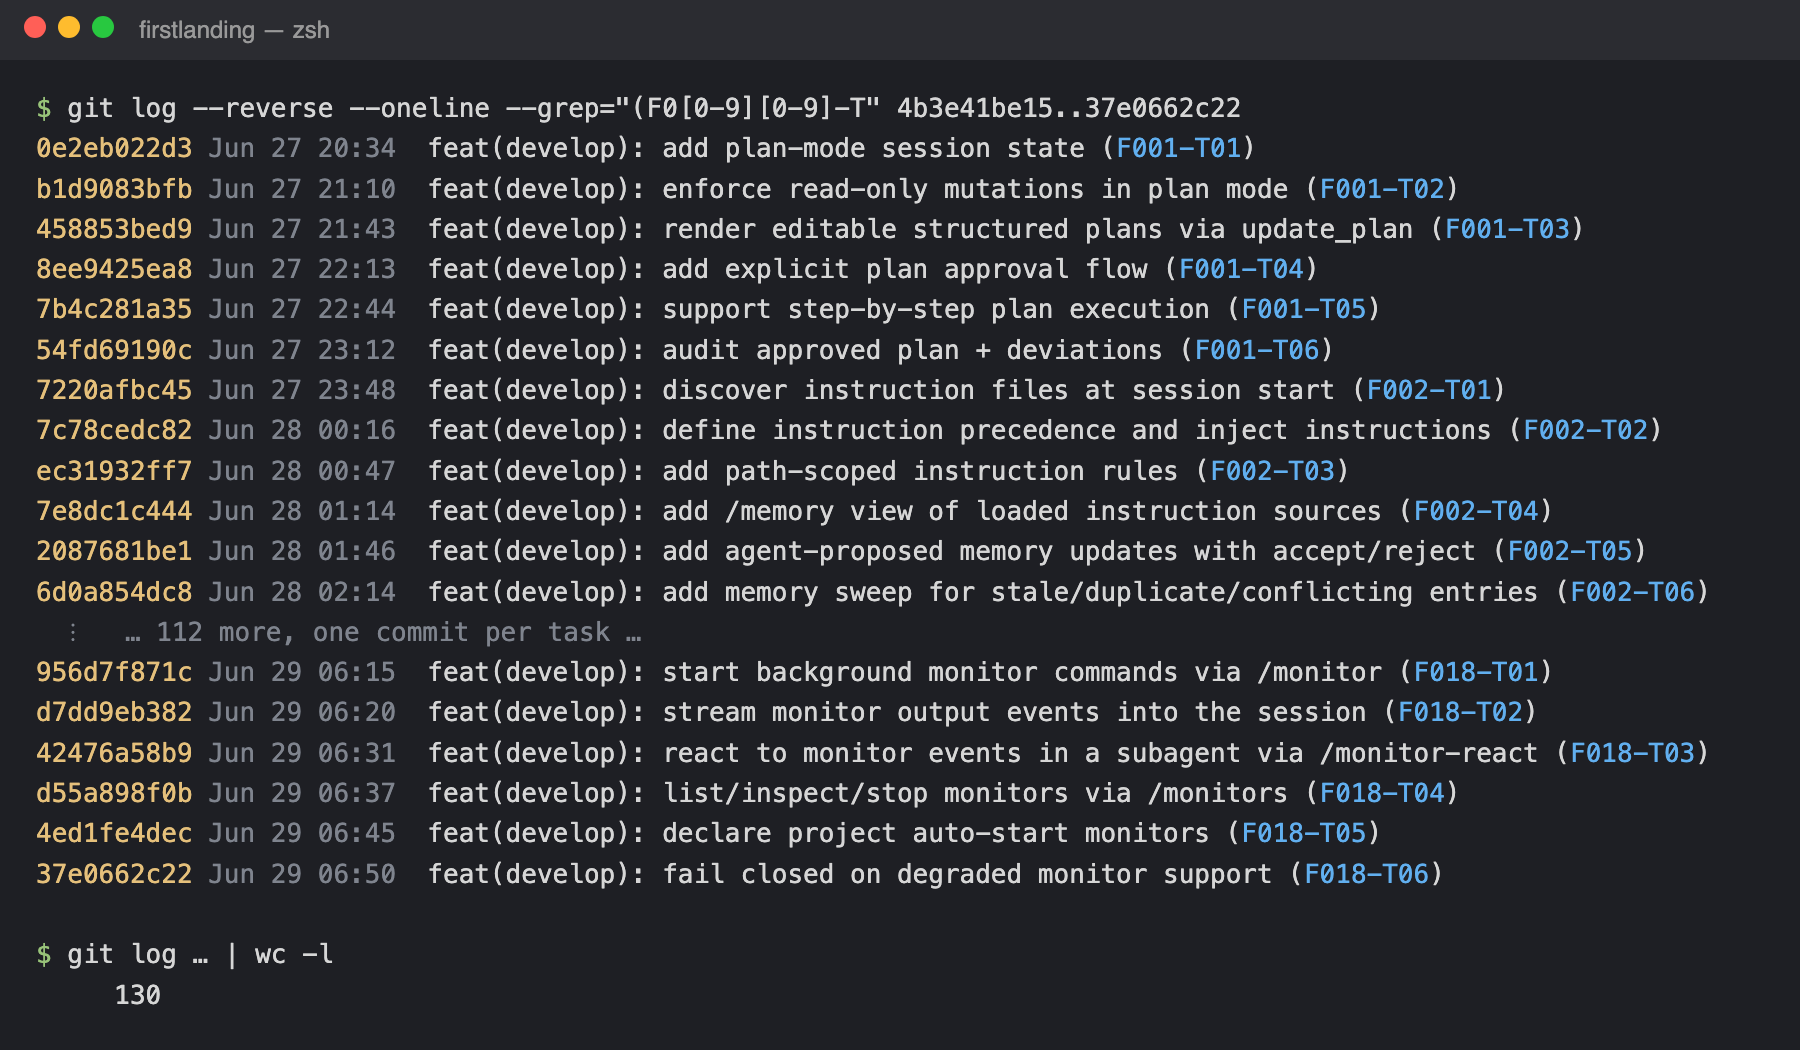 firstlanding — zsh
$ git log --reverse --oneline --grep="(F0[0-9][0-9]-T" 4b3e41be15..37e0662c22
0e2eb022d3 Jun 27 20:34 feat(develop): add plan-mode session state (F001-T01)
b1d9083bfb Jun 27 21:10 feat(develop): enforce read-only mutations in plan mode (F001-T02)
458853bed9 Jun 27 21:43 feat(develop): render editable structured plans via update_plan (F001-T03)
8ee9425ea8 Jun 27 22:13 feat(develop): add explicit plan approval flow (F001-T04)
7b4c281a35 Jun 27 22:44 feat(develop): support step-by-step plan execution (F001-T05)
54fd69190c Jun 27 23:12 feat(develop): audit approved plan + deviations (F001-T06)
7220afbc45 Jun 27 23:48 feat(develop): discover instruction files at session start (F002-T01)
7c78cedc82 Jun 28 00:16 feat(develop): define instruction precedence and inject instructions (F002-T02)
ec31932ff7 Jun 28 00:47 feat(develop): add path-scoped instruction rules (F002-T03)
7e8dc1c444 Jun 28 01:14 feat(develop): add /memory view of loaded instruction sources (F002-T04)
2087681be1 Jun 28 01:46 feat(develop): add agent-proposed memory updates with accept/reject (F002-T05)
6d0a854dc8 Jun 28 02:14 feat(develop): add memory sweep for stale/duplicate/conflicting entries (F002-T06)
⋮ … 112 more, one commit per task …
956d7f871c Jun 29 06:15 feat(develop): start background monitor commands via /monitor (F018-T01)
d7dd9eb382 Jun 29 06:20 feat(develop): stream monitor output events into the session (F018-T02)
42476a58b9 Jun 29 06:31 feat(develop): react to monitor events in a subagent via /monitor-react (F018-T03)
d55a898f0b Jun 29 06:37 feat(develop): list/inspect/stop monitors via /monitors (F018-T04)
4ed1fe4dec Jun 29 06:45 feat(develop): declare project auto-start monitors (F018-T05)
37e0662c22 Jun 29 06:50 feat(develop): fail closed on degraded monitor support (F018-T06)
$ git log … | wc -l
130